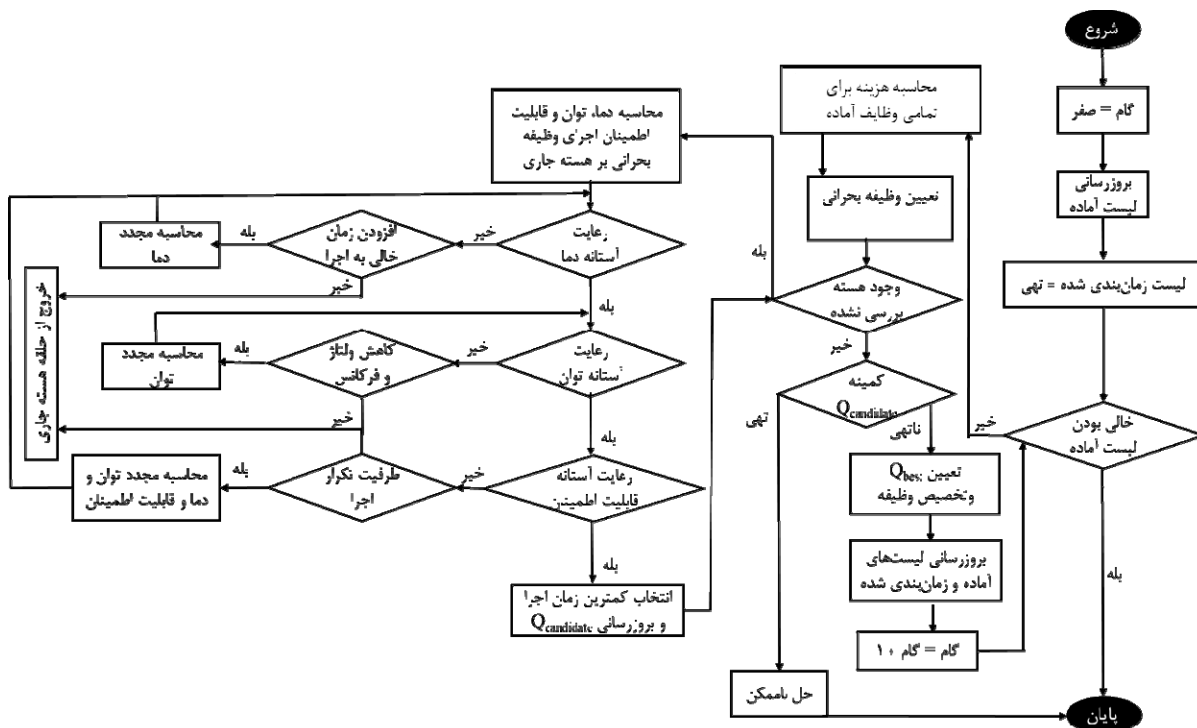 شروع
گام = صفر
بروزرسانی
لیست آماده
لیست زمان‌بندی شده = تهی
خالی بودن
لیست آماده
خیر
بله
پایان
محاسبه هزینه برای
تمامی وظایف آماده
تعیین وظیفه بحرانی
وجود هسته
بررسی نشده
بله
خیر
کمینه
Qcandidate
تهی
ناتهی
تعیین Qbest
وتخصیص وظیفه
بروزرسانی لیست‌های
آماده و زمان‌بندی شده
گام = گام + ۱
حل ناممکن
محاسبه دما، توان و قابلیت
اطمینان اجرای وظیفه
بحرانی بر هسته جاری
رعایت
آستانه دما
خیر
بله
افزودن زمان
خالی به اجرا
بله
خیر
محاسبه مجدد
دما
رعایت
آستانه توان
خیر
بله
کاهش ولتاژ
و فرکانس
بله
خیر
محاسبه مجدد
توان
رعایت آستانه
قابلیت اطمینان
خیر
بله
ظرفیت تکرار
اجرا
بله
محاسبه مجدد توان و
دما و قابلیت اطمینان
خروج از حلقه هسته جاری
انتخاب کمترین زمان اجرا
و بروزرسانی Qcandidate